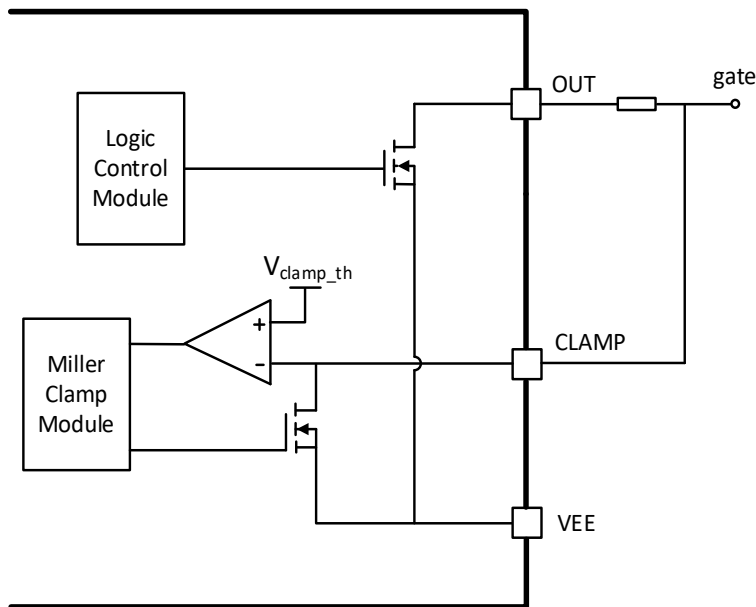 OUT
gate
Logic
Control
Module
V_clamp_th
+
-
CLAMP
Miller
Clamp
Module
VEE